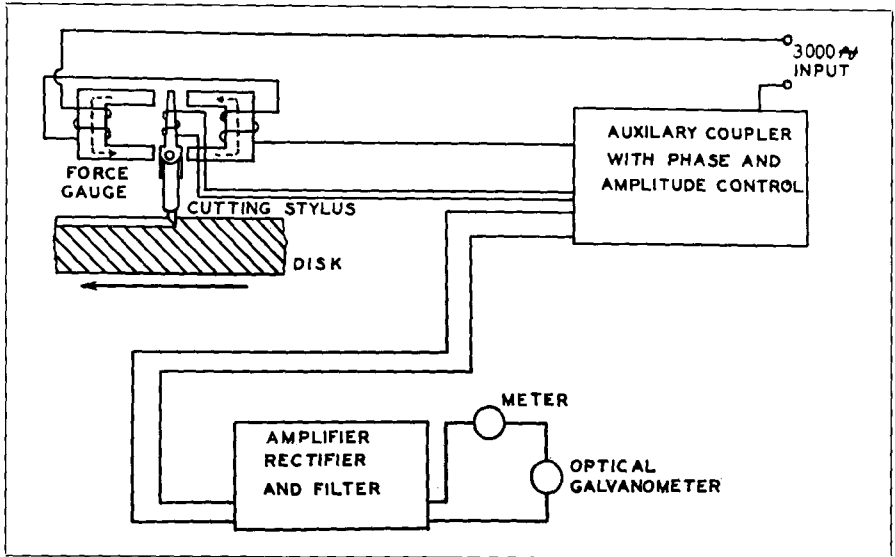 3000 ~
INPUT
AUXILARY COUPLER
WITH PHASE AND
AMPLITUDE CONTROL
FORCE
GAUGE
CUTTING STYLUS
DISK
METER
AMPLIFIER
RECTIFIER
AND FILTER
OPTICAL
GALVANOMETER